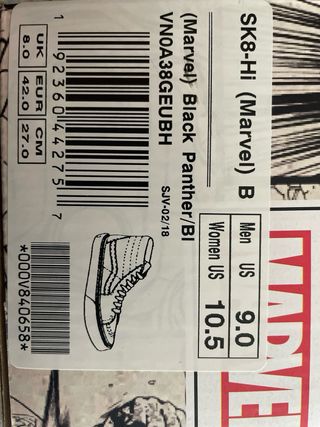 SK8-Hi (Marvel) B
(Marvel) Black Panther/Bl
VN0A38GEUBH
SJV-02/18
Men US 9.0
Women US 10.5
1 92360 44275 7
UK EUR CM
8.0 42.0 27.0
*000V840658*
MARVEL